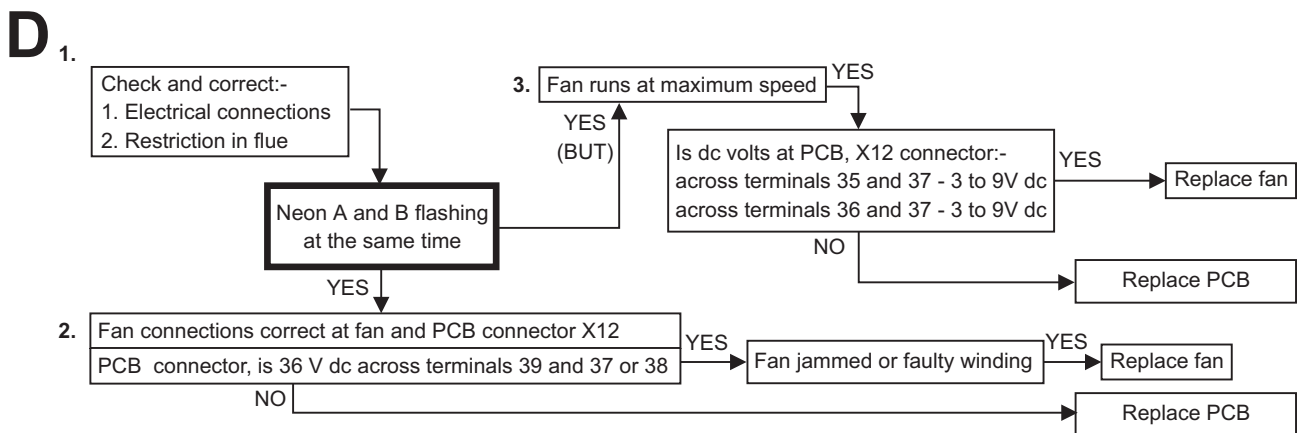 D
1.
Check and correct:-
1. Electrical connections
2. Restriction in flue
Neon A and B flashing
at the same time
YES
(BUT)
3. Fan runs at maximum speed
YES
Is dc volts at PCB, X12 connector:-
across terminals 35 and 37 - 3 to 9V dc
across terminals 36 and 37 - 3 to 9V dc
YES
Replace fan
NO
Replace PCB
YES
2. Fan connections correct at fan and PCB connector X12
PCB connector, is 36 V dc across terminals 39 and 37 or 38
YES
Fan jammed or faulty winding
YES
Replace fan
NO
Replace PCB